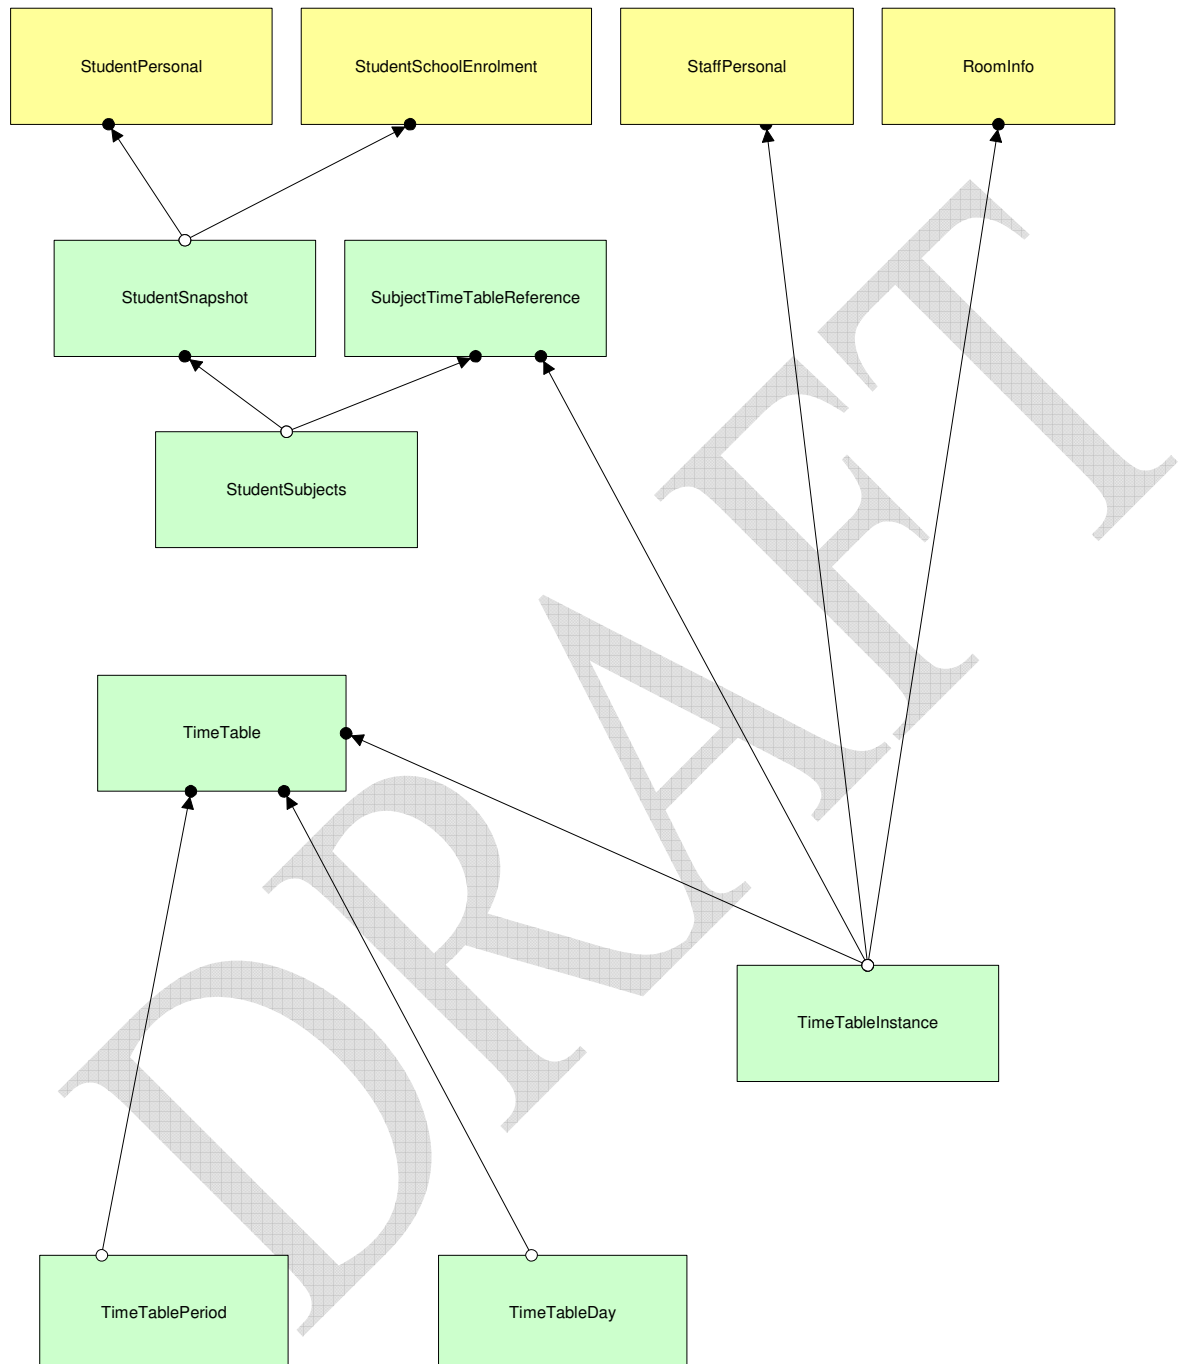 StudentPersonal
StudentSchoolEnrolment
StaffPersonal
RoomInfo
StudentSnapshot
SubjectTimeTableReference
StudentSubjects
TimeTable
TimeTableInstance
TimeTablePeriod
TimeTableDay
DRAFT